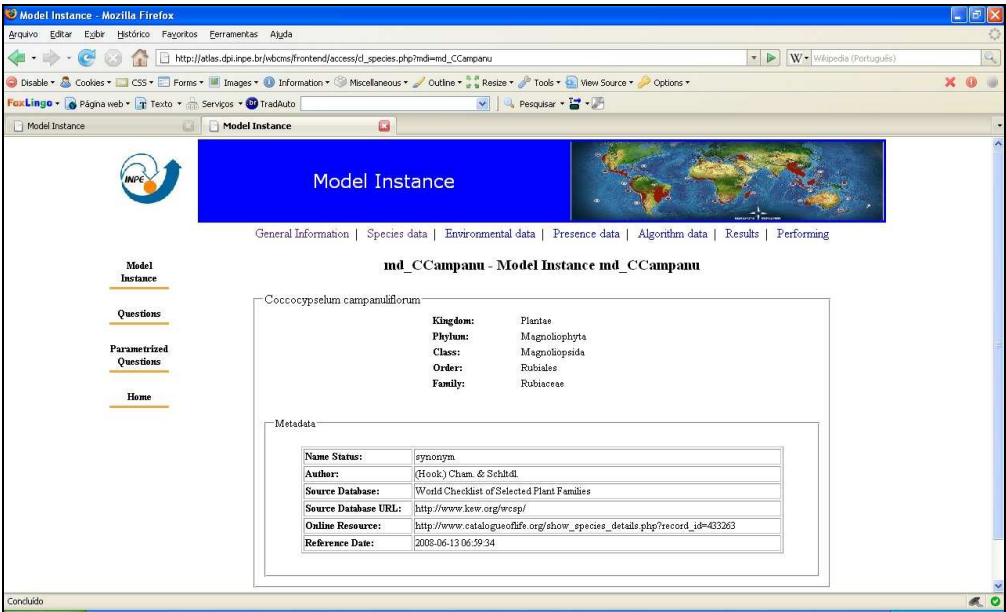 Model Instance - Mozilla Firefox
Arquivo Editar Exibir Histórico Favoritos Ferramentas Ajuda
http://atlas.dpi.inpe.br/wbcms/frontend/access/cl_species.php?mdi=md_CCampanu
W Wikipédia (Português)
Disable Cookies CSS Forms Images Information Miscellaneous Outline Resize Tools View Source Options
FoxLingo Página web Texto Serviços TradAuto Pesquisar
Model Instance Model Instance
INPE
Model Instance
General Information | Species data | Environmental data | Presence data | Algorithm data | Results | Performing
Model
Instance
Questions
Parametrized
Questions
Home
md_CCampanu - Model Instance md_CCampanu
Coccocypselum campanuliflorum
Kingdom: Plantae
Phylum: Magnoliophyta
Class: Magnoliopsida
Order: Rubiales
Family: Rubiaceae
Metadata
Name Status: synonym
Author: (Hook.) Cham. & Schltdl.
Source Database: World Checklist of Selected Plant Families
Source Database URL: http://www.kew.org/wcsp/
Online Resource: http://www.catalogueoflife.org/show_species_details.php?record_id=433263
Reference Date: 2008-06-13 06:59:34
Concluído